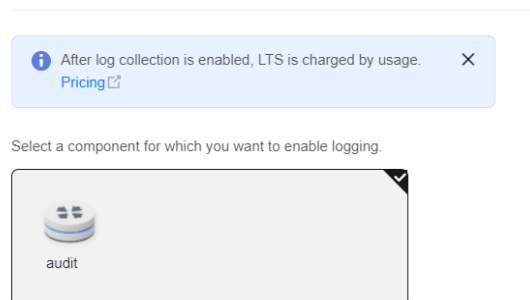 After log collection is enabled, LTS is charged by usage.
Pricing
Select a component for which you want to enable logging.
audit